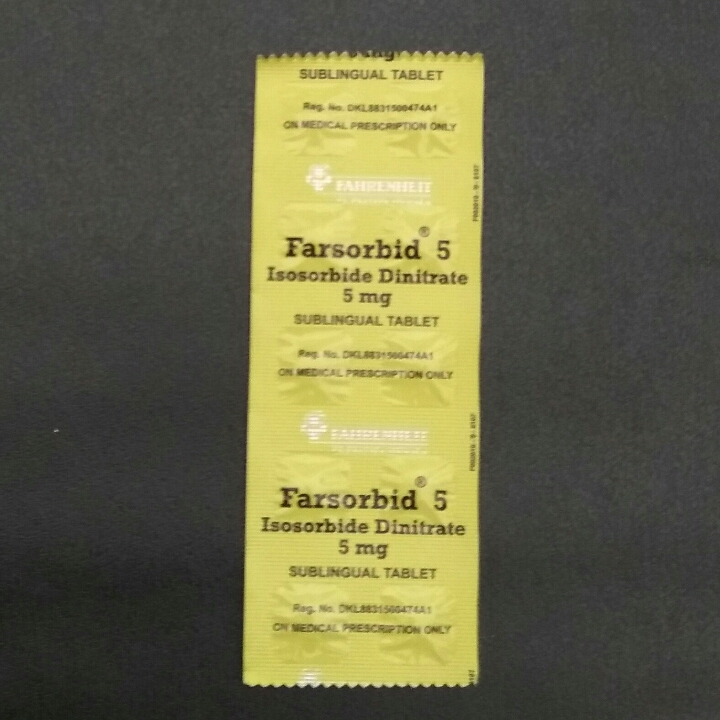 SUBLINGUAL TABLET
Reg. No. DKL8831500474A1
ON MEDICAL PRESCRIPTION ONLY
FAHRENHEIT
Farsorbid® 5
Isosorbide Dinitrate
5 mg
SUBLINGUAL TABLET
Reg. No. DKL8831500474A1
ON MEDICAL PRESCRIPTION ONLY
FAHRENHEIT
Farsorbid® 5
Isosorbide Dinitrate
5 mg
SUBLINGUAL TABLET
Reg. No. DKL8831500474A1
ON MEDICAL PRESCRIPTION ONLY